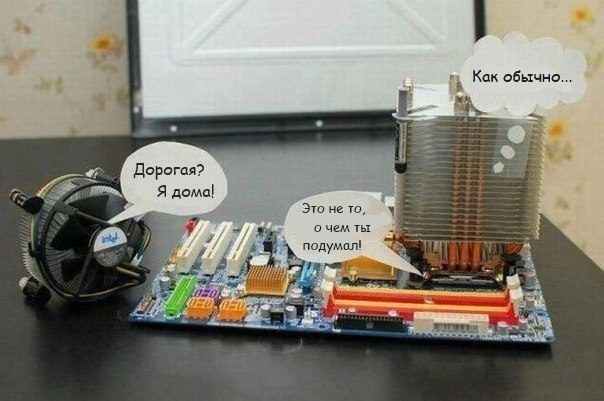 Как обычно...
Дорогая?
Я дома!
Это не то,
о чем ты
подумал!
intel